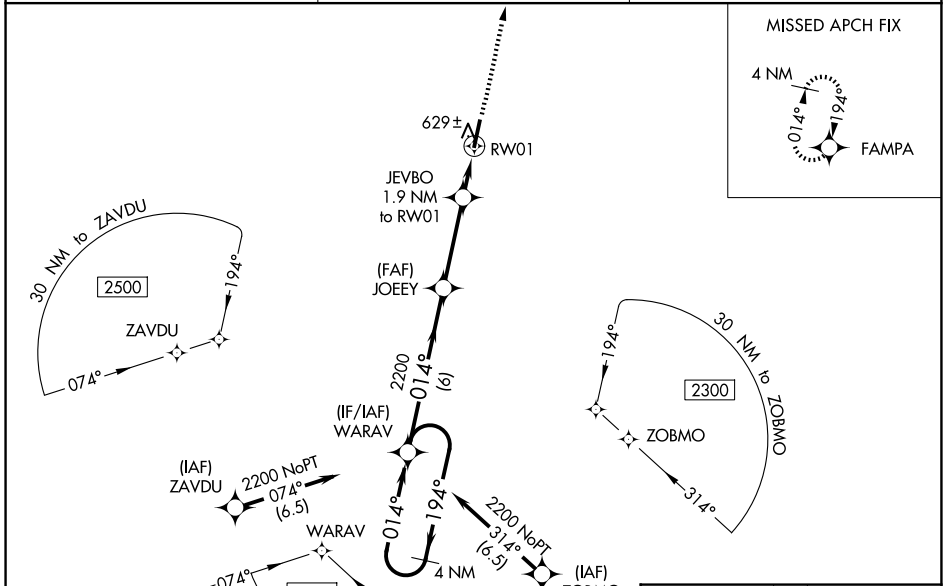 MISSED APCH FIX
4 NM
014°
194°
FAMPA
629 ±
RW01
JEVBO
1.9 NM
to RW01
30 NM to ZAVDU
2500
194°
ZAVDU
074°
(FAF)
JOEEY
2200
014°
(6)
30 NM to ZOBMO
194°
2300
ZOBMO
314°
(IF/IAF)
WARAV
(IAF)
ZAVDU
2200 NoPT
074°
(6.5)
014°
194°
4 NM
2200 NoPT
314°
(6.5)
(IAF)
WARAV
074°